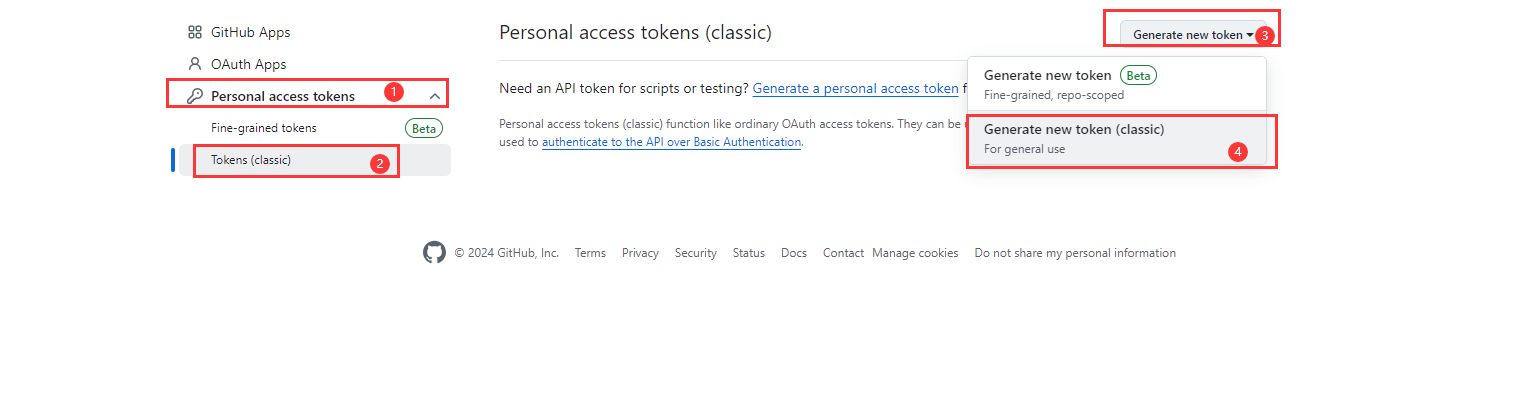 GitHub Apps
OAuth Apps
Personal access tokens 1
Fine-grained tokens Beta
Tokens (classic) 2
Personal access tokens (classic)
Generate new token 3
Need an API token for scripts or testing? Generate a personal access token f
Personal access tokens (classic) function like ordinary OAuth access tokens. They can be
used to authenticate to the API over Basic Authentication.
Generate new token Beta
Fine-grained, repo-scoped
Generate new token (classic)
For general use 4
© 2024 GitHub, Inc. Terms Privacy Security Status Docs Contact Manage cookies Do not share my personal information